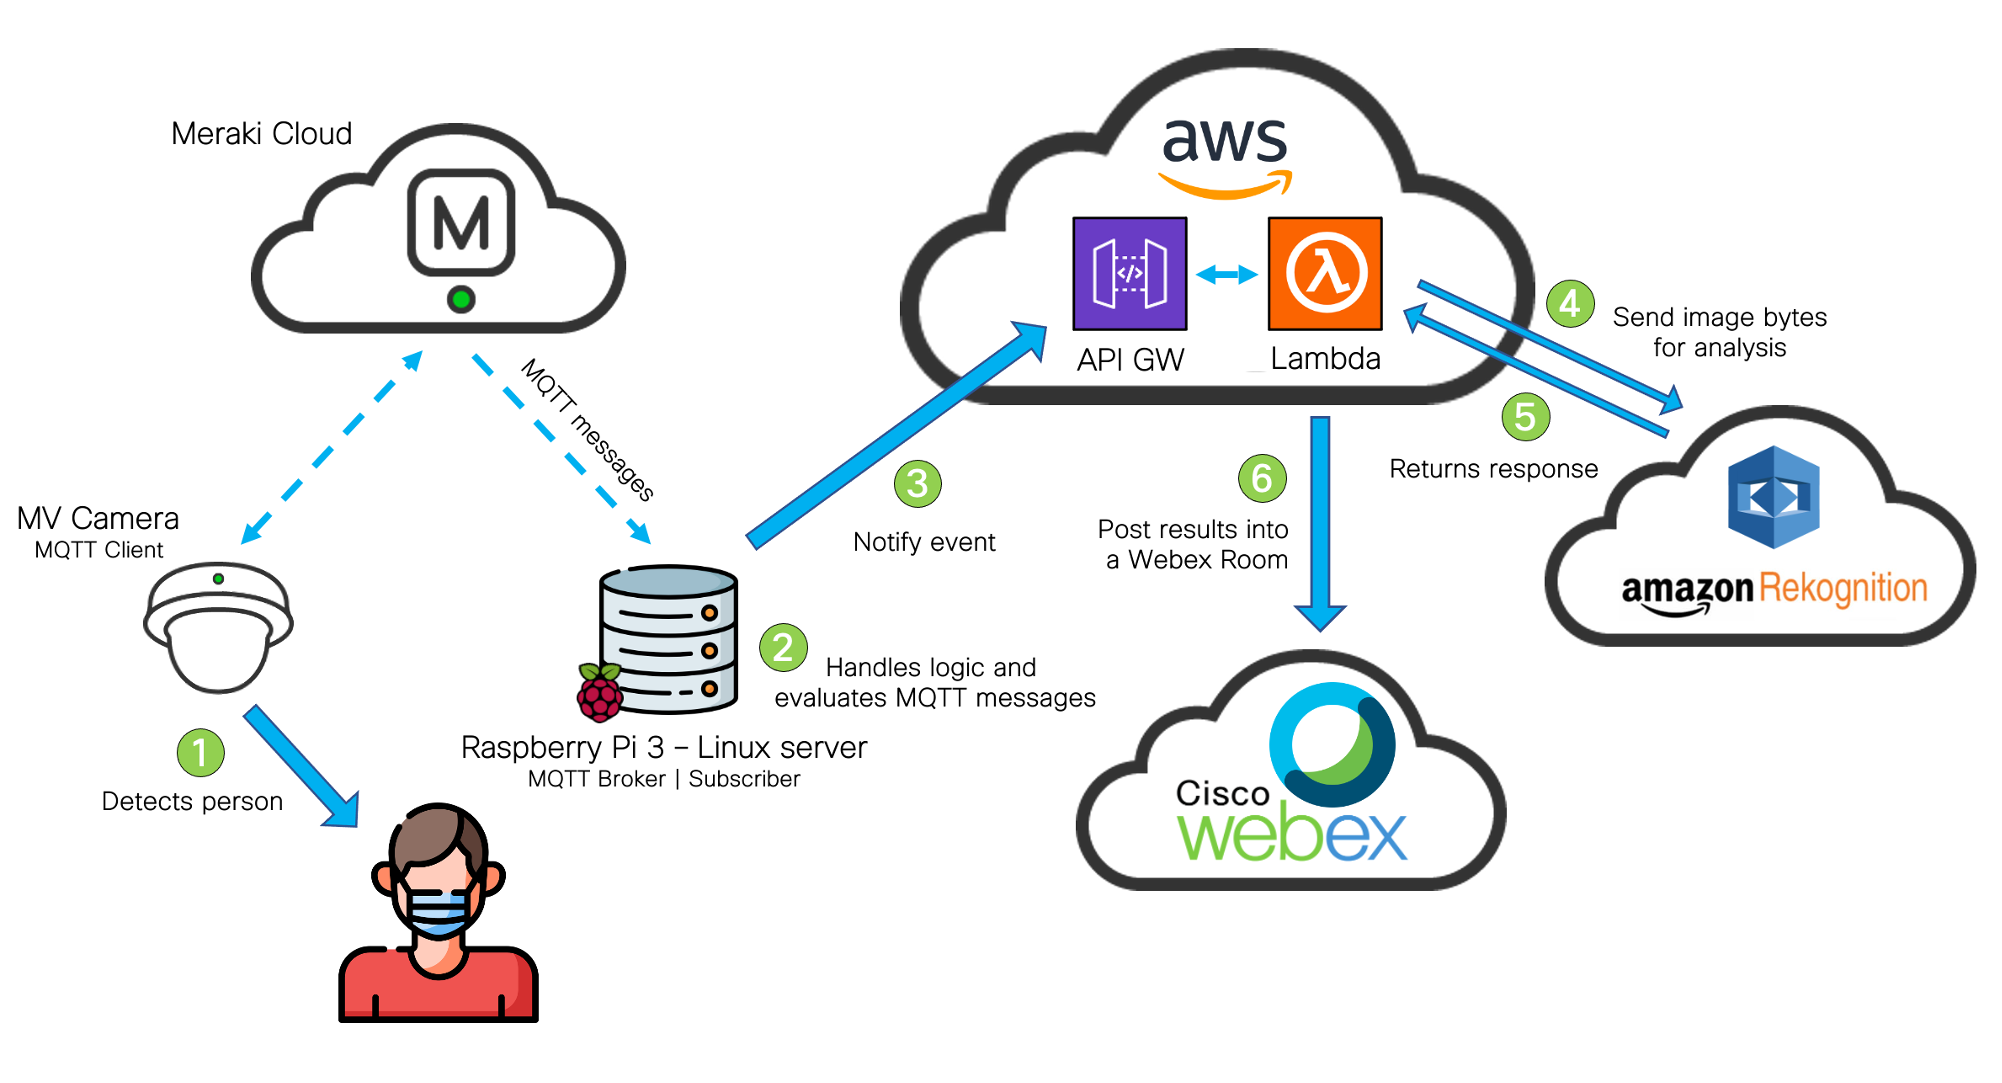 Meraki Cloud
M
MQTT messages
MV Camera
MQTT Client
1
Detects person
Raspberry Pi 3 – Linux server
MQTT Broker | Subscriber
2
Handles logic and
evaluates MQTT messages
3
Notify event
aws
</>
API GW
λ
Lambda
4
Send image bytes
for analysis
5
Returns response
amazon Rekognition
6
Post results into
a Webex Room
Cisco
webex